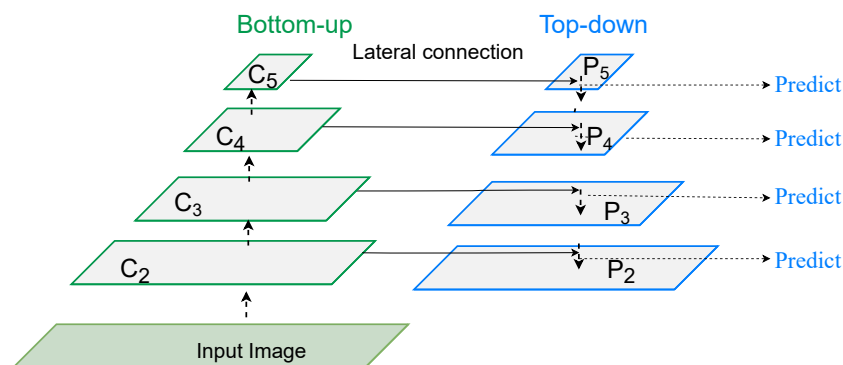 Bottom-up
Top-down
Lateral connection
C5
P5
Predict
C4
P4
Predict
C3
P3
Predict
C2
P2
Predict
Input Image